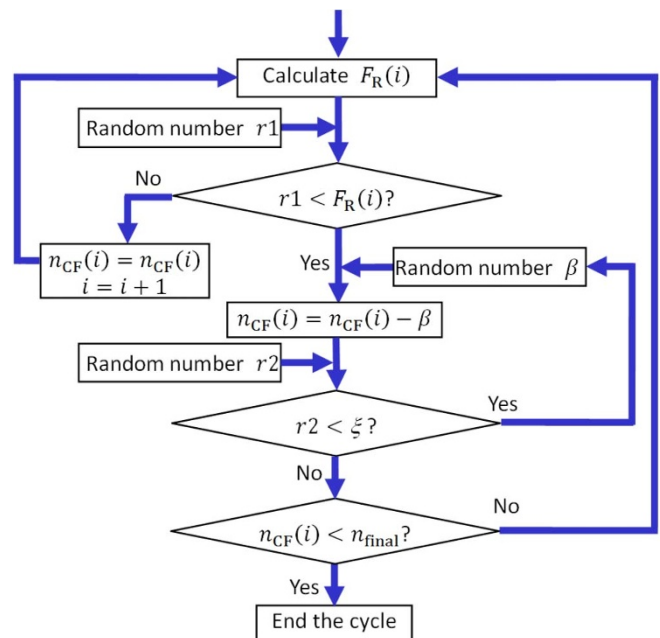 Calculate F_R(i)
Random number r1
No
r1 < F_R(i)?
n_CF(i) = n_CF(i)
i = i + 1
Yes
Random number β
n_CF(i) = n_CF(i) − β
Random number r2
Yes
r2 < ξ?
No
No
n_CF(i) < n_final?
Yes
End the cycle